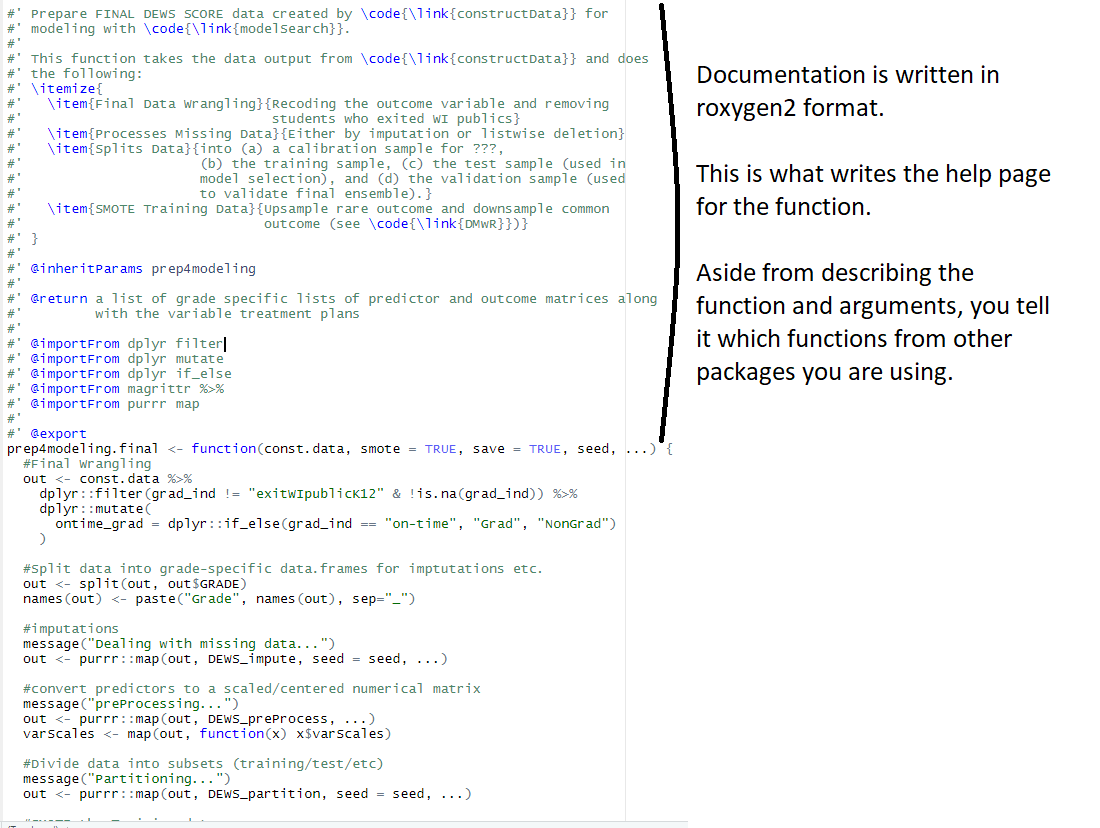 #' Prepare FINAL DEWS SCORE data created by \code{\link{constructData}} for
#' modeling with \code{\link{modelSearch}}.
#'
#' This function takes the data output from \code{\link{constructData}} and does
#' the following:
#' \itemize{
#'   \item{Final Data Wrangling}{Recoding the outcome variable and removing
#'                               students who exited WI publics}
#'   \item{Processes Missing Data}{Either by imputation or listwise deletion}
#'   \item{Splits Data}{into (a) a calibration sample for ???,
#'                      (b) the training sample, (c) the test sample (used in
#'                      model selection), and (d) the validation sample (used
#'                      to validate final ensemble).}
#'   \item{SMOTE Training Data}{Upsample rare outcome and downsample common
#'                              outcome (see \code{\link{DMwR}})}
#' }
#'
#' @inheritParams prep4modeling
#'
#' @return a list of grade specific lists of predictor and outcome matrices along
#'         with the variable treatment plans
#'
#' @importFrom dplyr filter
#' @importFrom dplyr mutate
#' @importFrom dplyr if_else
#' @importFrom magrittr %>%
#' @importFrom purrr map
#'
#' @export
prep4modeling.final <- function(const.data, smote = TRUE, save = TRUE, seed, ...) {
  #Final Wrangling
  out <- const.data %>%
    dplyr::filter(grad_ind != "exitWIpublicK12" & !is.na(grad_ind)) %>%
    dplyr::mutate(
      ontime_grad = dplyr::if_else(grad_ind == "on-time", "Grad", "NonGrad")
    )
  #Split data into grade-specific data.frames for imptutations etc.
  out <- split(out, out$GRADE)
  names(out) <- paste("Grade", names(out), sep="_")
  #imputations
  message("Dealing with missing data...")
  out <- purrr::map(out, DEWS_impute, seed = seed, ...)
  #convert predictors to a scaled/centered numerical matrix
  message("preProcessing...")
  out <- purrr::map(out, DEWS_preProcess, ...)
  varScales <- map(out, function(x) x$varScales)
  #Divide data into subsets (training/test/etc)
  message("Partitioning...")
  out <- purrr::map(out, DEWS_partition, seed = seed, ...)
Documentation is written in
roxygen2 format.
This is what writes the help page
for the function.
Aside from describing the
function and arguments, you tell
it which functions from other
packages you are using.